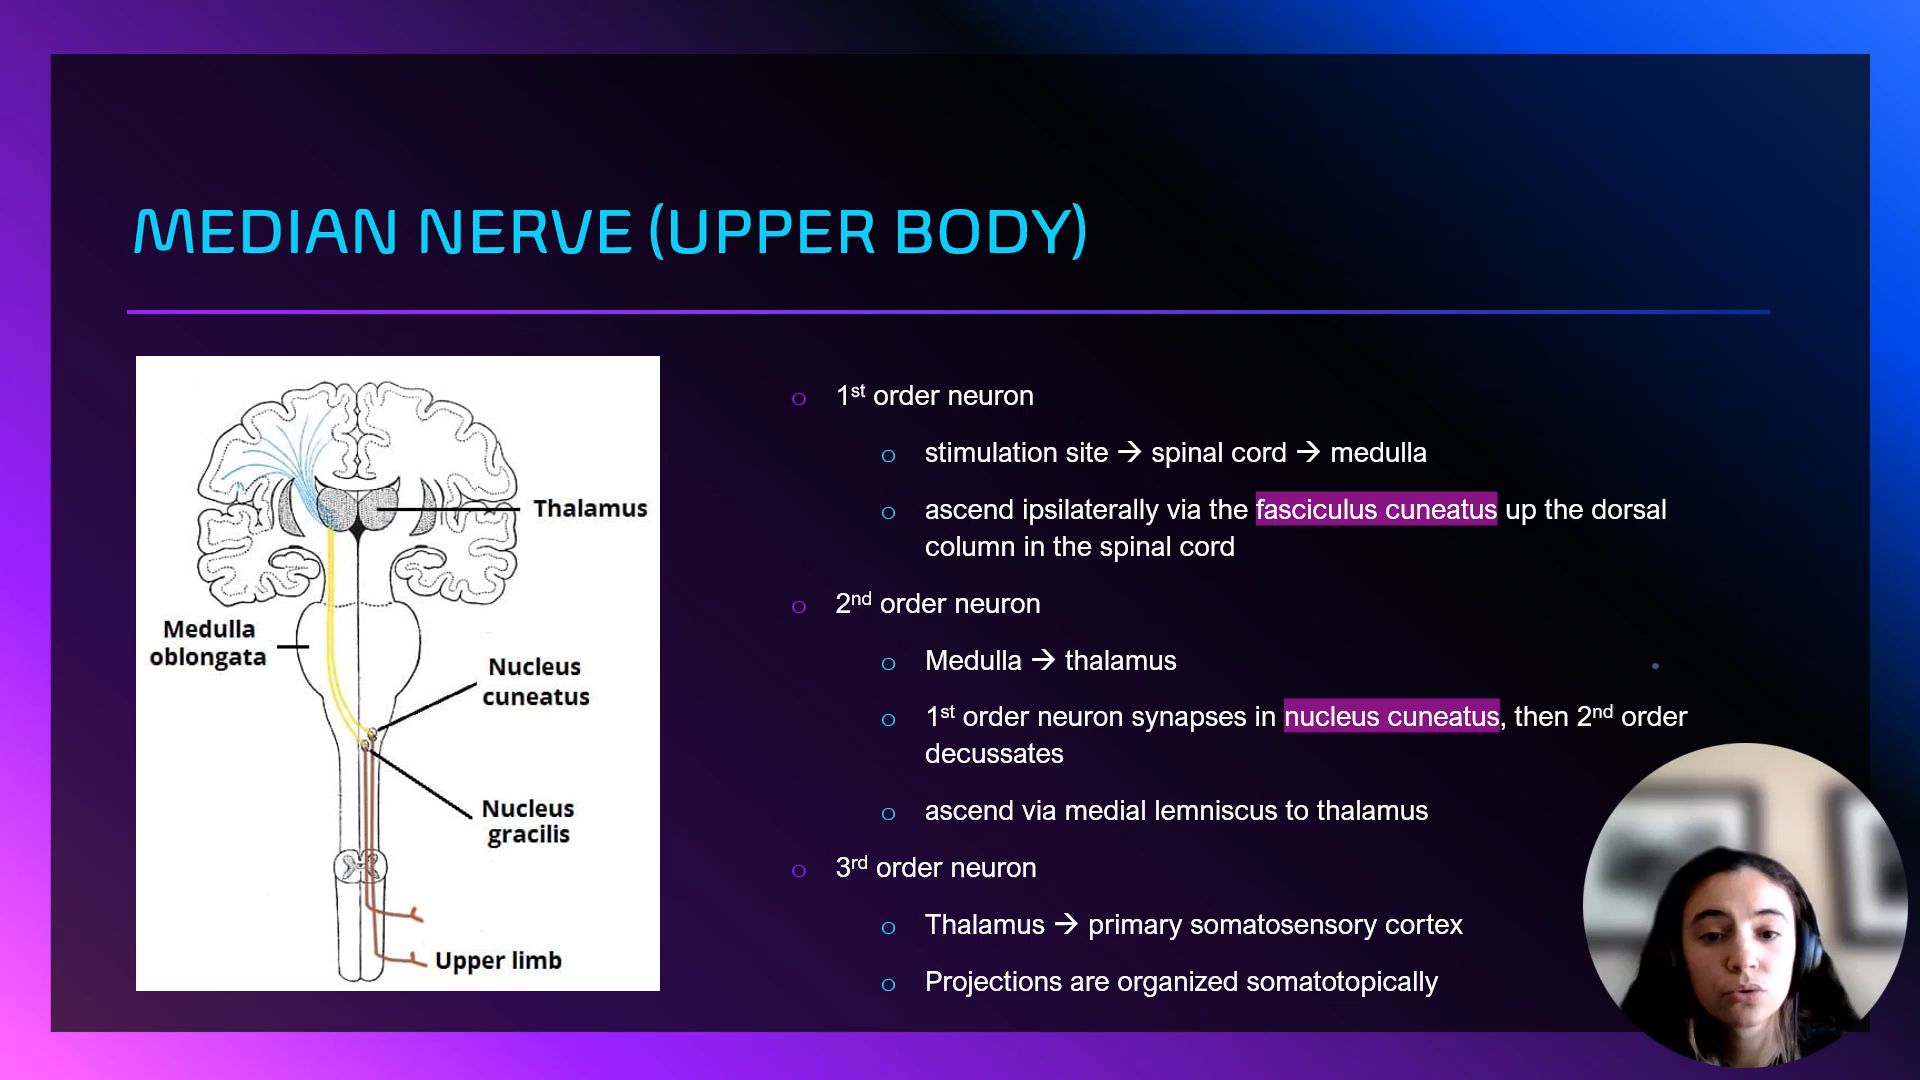 MEDIAN NERVE (UPPER BODY)
Thalamus
Medulla
oblongata
Nucleus
cuneatus
Nucleus
gracilis
Upper limb
1st order neuron
stimulation site → spinal cord → medulla
ascend ipsilaterally via the fasciculus cuneatus up the dorsal
column in the spinal cord
2nd order neuron
Medulla → thalamus
1st order neuron synapses in nucleus cuneatus, then 2nd order
decussates
ascend via medial lemniscus to thalamus
3rd order neuron
Thalamus → primary somatosensory cortex
Projections are organized somatotopically